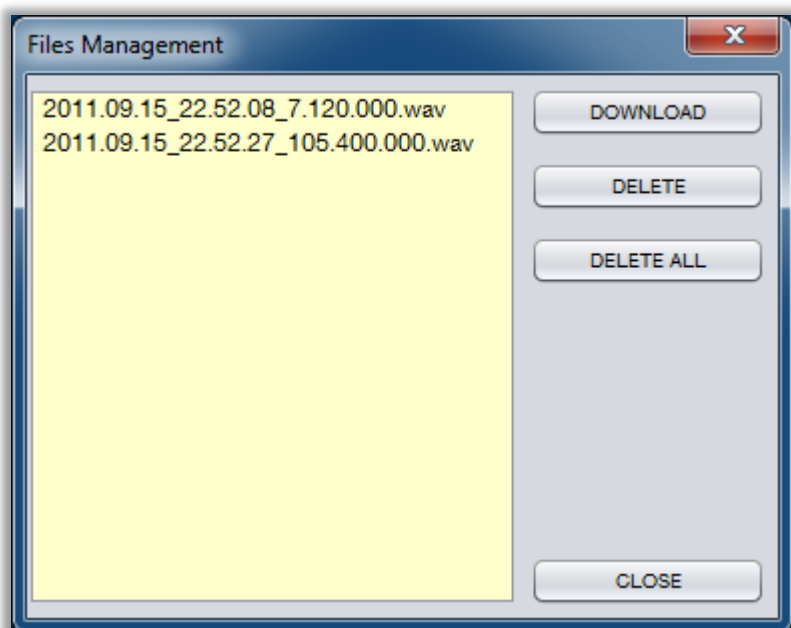 Files Management
2011.09.15_22.52.08_7.120.000.wav
2011.09.15_22.52.27_105.400.000.wav
DOWNLOAD
DELETE
DELETE ALL
CLOSE